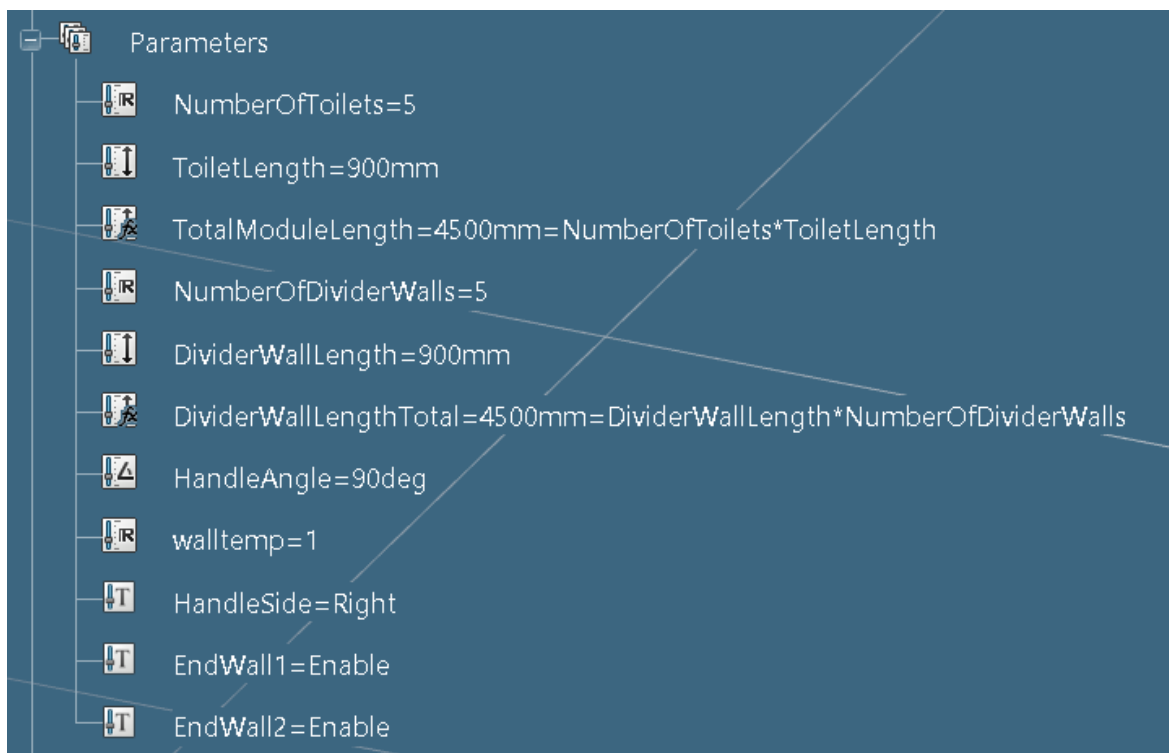 Parameters
NumberOfToilets=5
ToiletLength=900mm
TotalModuleLength=4500mm=NumberOfToilets*ToiletLength
NumberOfDividerWalls=5
DividerWallLength=900mm
DividerWallLengthTotal=4500mm=DividerWallLength*NumberOfDividerWalls
HandleAngle=90deg
walltemp=1
HandleSide=Right
EndWall1=Enable
EndWall2=Enable